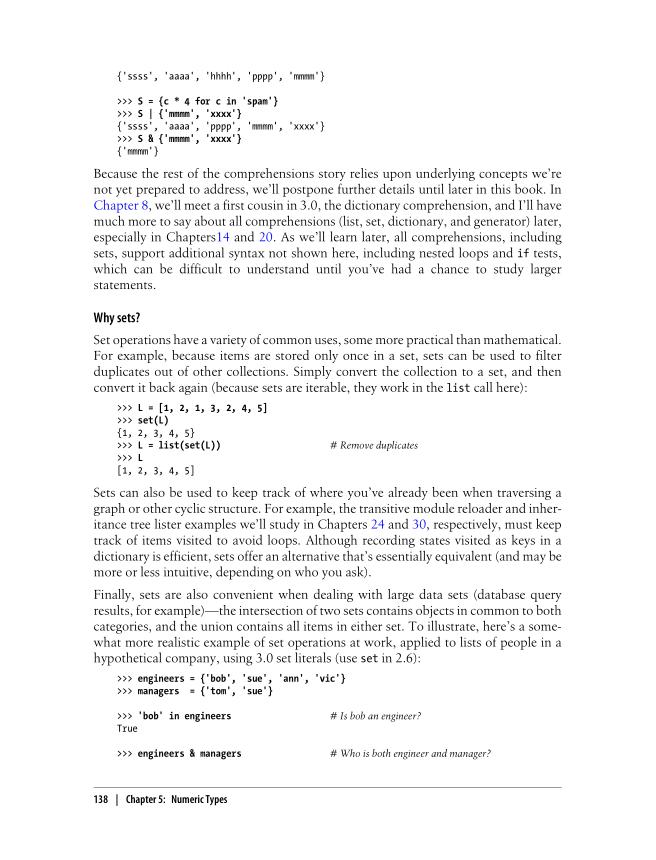 {'ssss', 'aaaa', 'hhhh', 'pppp', 'mmmm'}
>>> S = {c * 4 for c in 'spam'}
>>> S | {'mmmm', 'xxxx'}
{'ssss', 'aaaa', 'pppp', 'mmmm', 'xxxx'}
>>> S & {'mmmm', 'xxxx'}
{'mmmm'}
Because the rest of the comprehensions story relies upon underlying concepts we're
not yet prepared to address, we'll postpone further details until later in this book. In
Chapter 8, we'll meet a first cousin in 3.0, the dictionary comprehension, and I'll have
much more to say about all comprehensions (list, set, dictionary, and generator) later,
especially in Chapters14 and 20. As we'll learn later, all comprehensions, including
sets, support additional syntax not shown here, including nested loops and if tests,
which can be difficult to understand until you've had a chance to study larger
statements.
Why sets?
Set operations have a variety of common uses, some more practical than mathematical.
For example, because items are stored only once in a set, sets can be used to filter
duplicates out of other collections. Simply convert the collection to a set, and then
convert it back again (because sets are iterable, they work in the list call here):
>>> L = [1, 2, 1, 3, 2, 4, 5]
>>> set(L)
{1, 2, 3, 4, 5}
>>> L = list(set(L)) # Remove duplicates
>>> L
[1, 2, 3, 4, 5]
Sets can also be used to keep track of where you've already been when traversing a
graph or other cyclic structure. For example, the transitive module reloader and inher-
itance tree lister examples we'll study in Chapters 24 and 30, respectively, must keep
track of items visited to avoid loops. Although recording states visited as keys in a
dictionary is efficient, sets offer an alternative that's essentially equivalent (and may be
more or less intuitive, depending on who you ask).
Finally, sets are also convenient when dealing with large data sets (database query
results, for example)—the intersection of two sets contains objects in common to both
categories, and the union contains all items in either set. To illustrate, here's a some-
what more realistic example of set operations at work, applied to lists of people in a
hypothetical company, using 3.0 set literals (use set in 2.6):
>>> engineers = {'bob', 'sue', 'ann', 'vic'}
>>> managers  = {'tom', 'sue'}
>>> 'bob' in engineers # Is bob an engineer?
True
>>> engineers & managers # Who is both engineer and manager?
138 | Chapter 5: Numeric Types